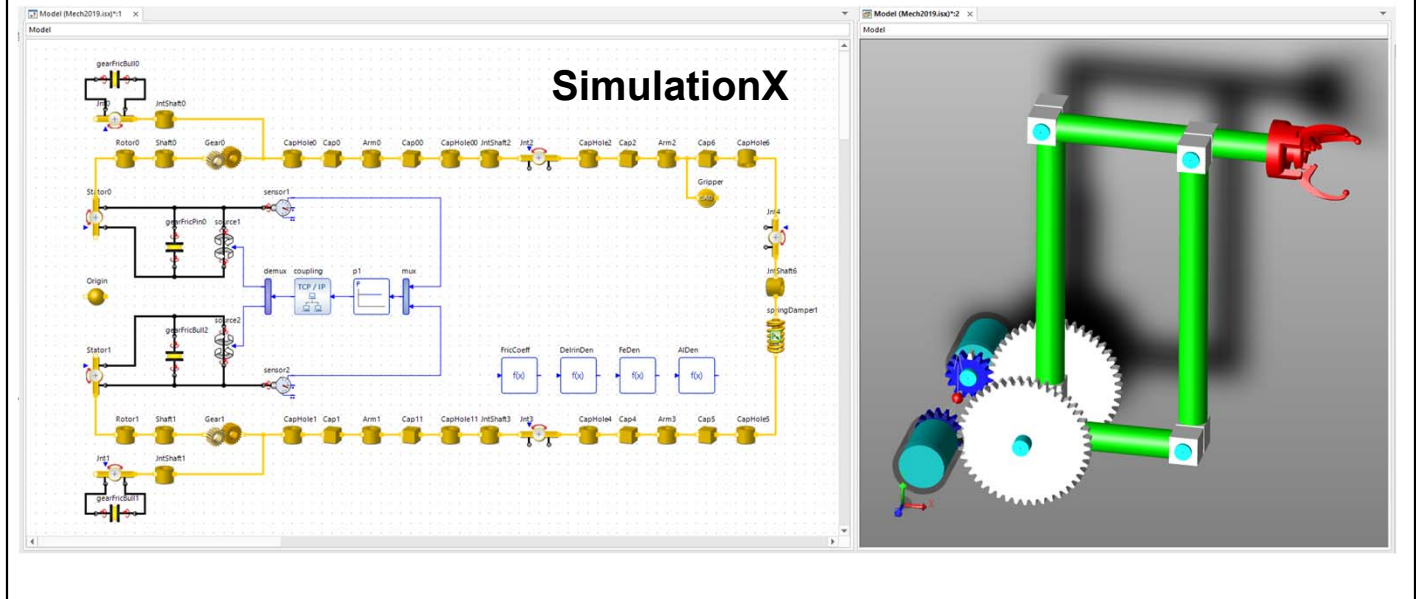 Model (Mech2019.isx)*:1
Model (Mech2019.isx)*:2
Model
Model
SimulationX
gearFricBull0
Jnt0
JntShaft0
Rotor0 Shaft0 Gear0 CapHole0 Cap0 Arm0 Cap00 CapHole00 JntShaft2 Jnt2 CapHole2 Cap2 Arm2 Cap6 CapHole6
Gripper
CAD
Stator0
sensor1
gearFricPin0 source1
Jnt4
Origin
demux coupling p1 mux
TCP / IP
P
JntShaft6
springDamper1
gearFricBull2
source2
Stator1
sensor2
FricCoeff DelrinDen FeDen AlDen
f(x) f(x) f(x) f(x)
Rotor1 Shaft1 Gear1 CapHole1 Cap1 Arm1 Cap11 CapHole11 JntShaft3 Jnt3 CapHole4 Cap4 Arm3 Cap5 CapHole5
Jnt1
JntShaft1
gearFricBull1
X